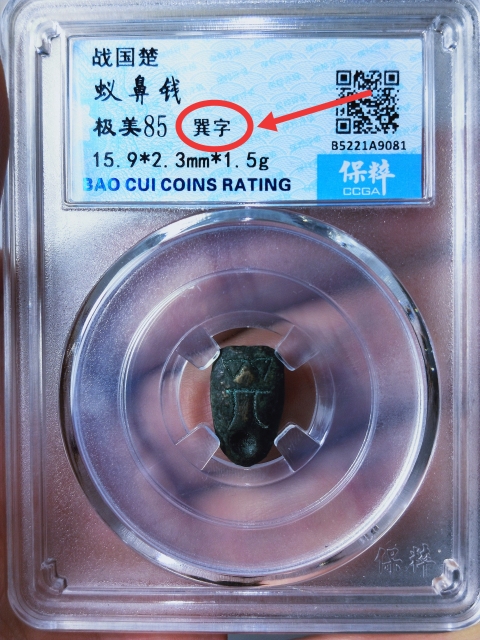 战国楚
蚁鼻钱
极美85 巽字
15.9*2.3mm*1.5g
BAO CUI COINS RATING
B5221A9081
保粹
CCGA
保粹